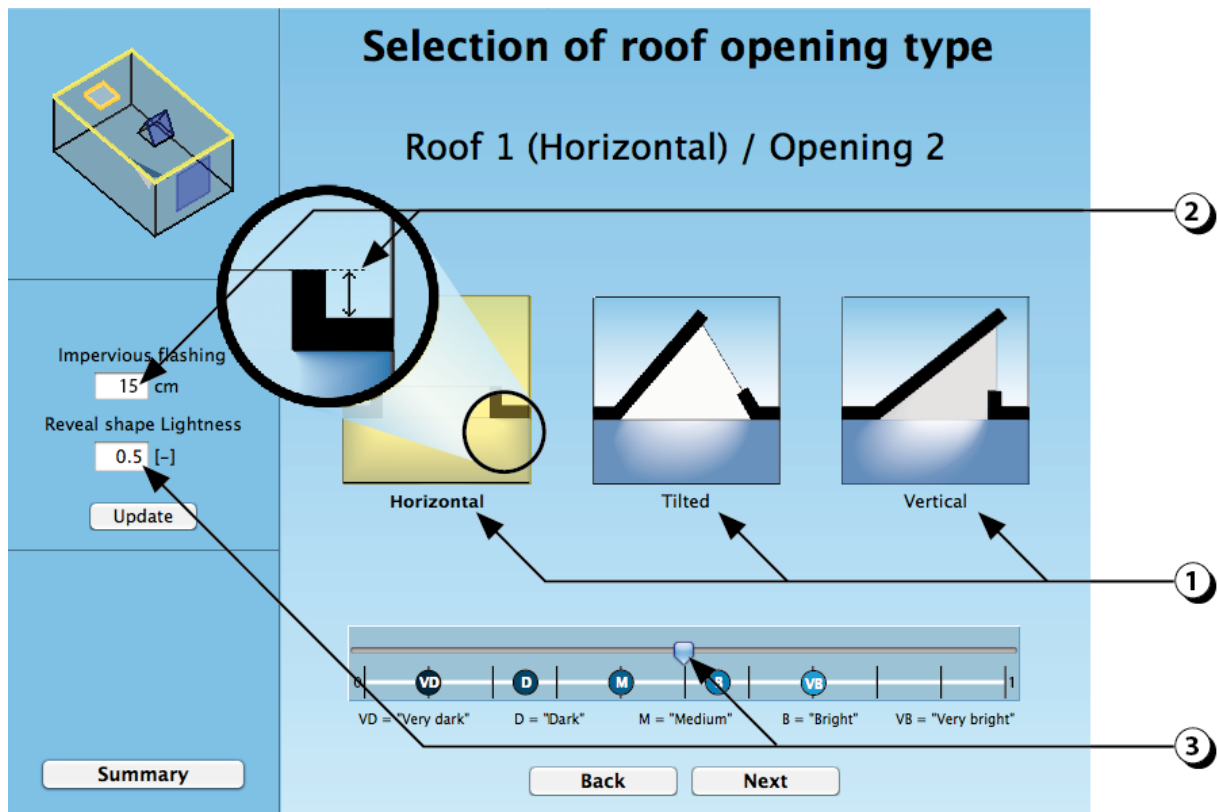 Selection of roof opening type
Roof 1 (Horizontal) / Opening 2
2
Impervious flashing
15 cm
Reveal shape Lightness
0.5 [-]
Update
Horizontal
Tilted
Vertical
1
0 VD D M B VB 1
VD = "Very dark" D = "Dark" M = "Medium" B = "Bright" VB = "Very bright"
3
Summary
Back
Next